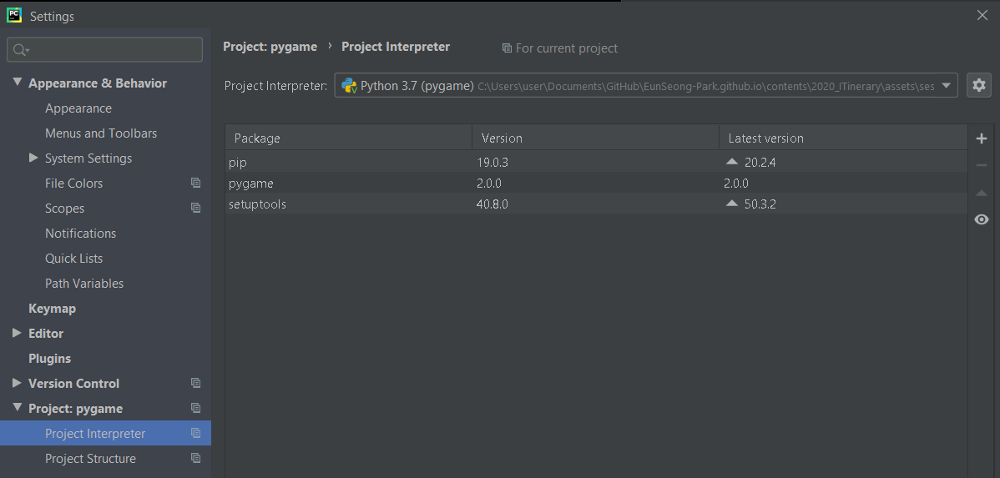 Settings
Project: pygame › Project Interpreter For current project
Appearance & Behavior
Appearance
Menus and Toolbars
System Settings
File Colors
Scopes
Notifications
Quick Lists
Path Variables
Keymap
Editor
Plugins
Version Control
Project: pygame
Project Interpreter
Project Structure
Project Interpreter: Python 3.7 (pygame) C:\Users\user\Documents\GitHub\EunSeong-Park.github.io\contents\2020_ITinerary\assets\ses
Package Version Latest version
pip 19.0.3 20.2.4
pygame 2.0.0 2.0.0
setuptools 40.8.0 50.3.2